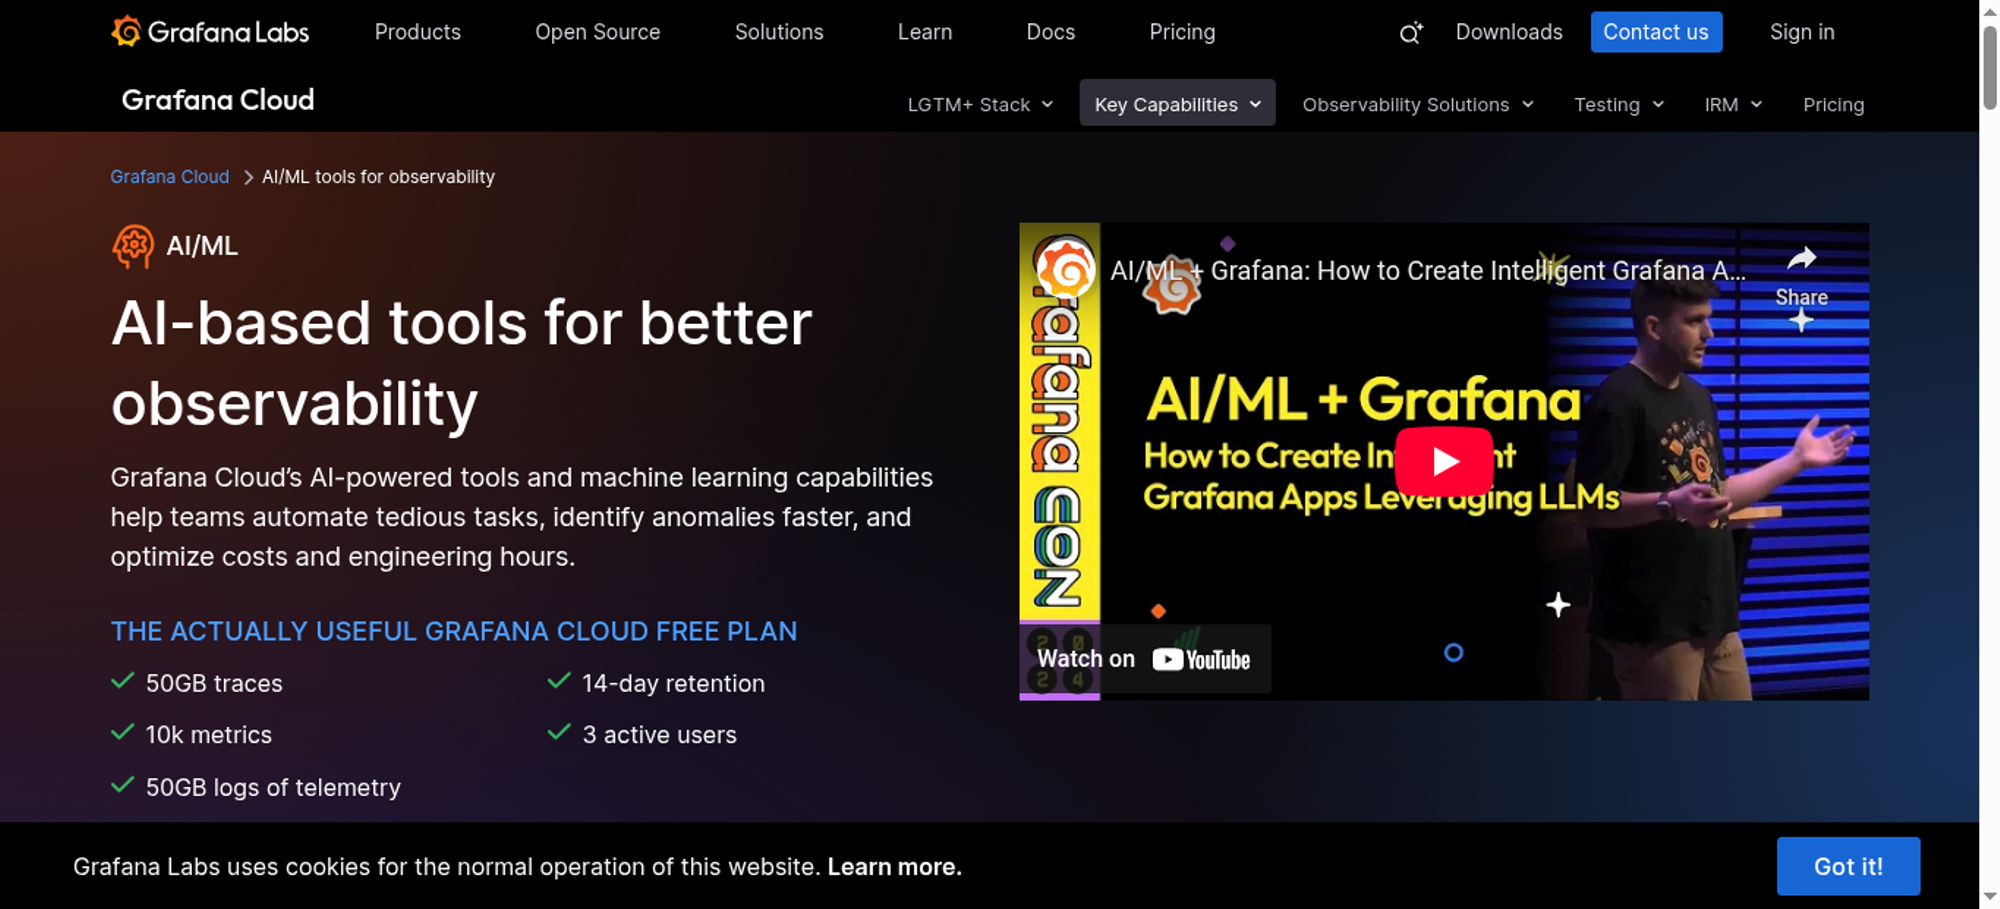 Grafana Labs Products Open Source Solutions Learn Docs Pricing Downloads Contact us Sign in
Grafana Cloud LGTM+ Stack Key Capabilities Observability Solutions Testing IRM Pricing
Grafana Cloud AI/ML tools for observability
AI/ML
AI-based tools for better
observability
Grafana Cloud’s AI-powered tools and machine learning capabilities
help teams automate tedious tasks, identify anomalies faster, and
optimize costs and engineering hours.
THE ACTUALLY USEFUL GRAFANA CLOUD FREE PLAN
50GB traces
14-day retention
10k metrics
3 active users
50GB logs of telemetry
AI/ML + Grafana: How to Create Intelligent Grafana A...
Share
AI/ML + Grafana
How to Create
Grafana Apps Leveraging LLMs
Grafana CON
2024
Watch on YouTube
Grafana Labs uses cookies for the normal operation of this website. Learn more.
Got it!